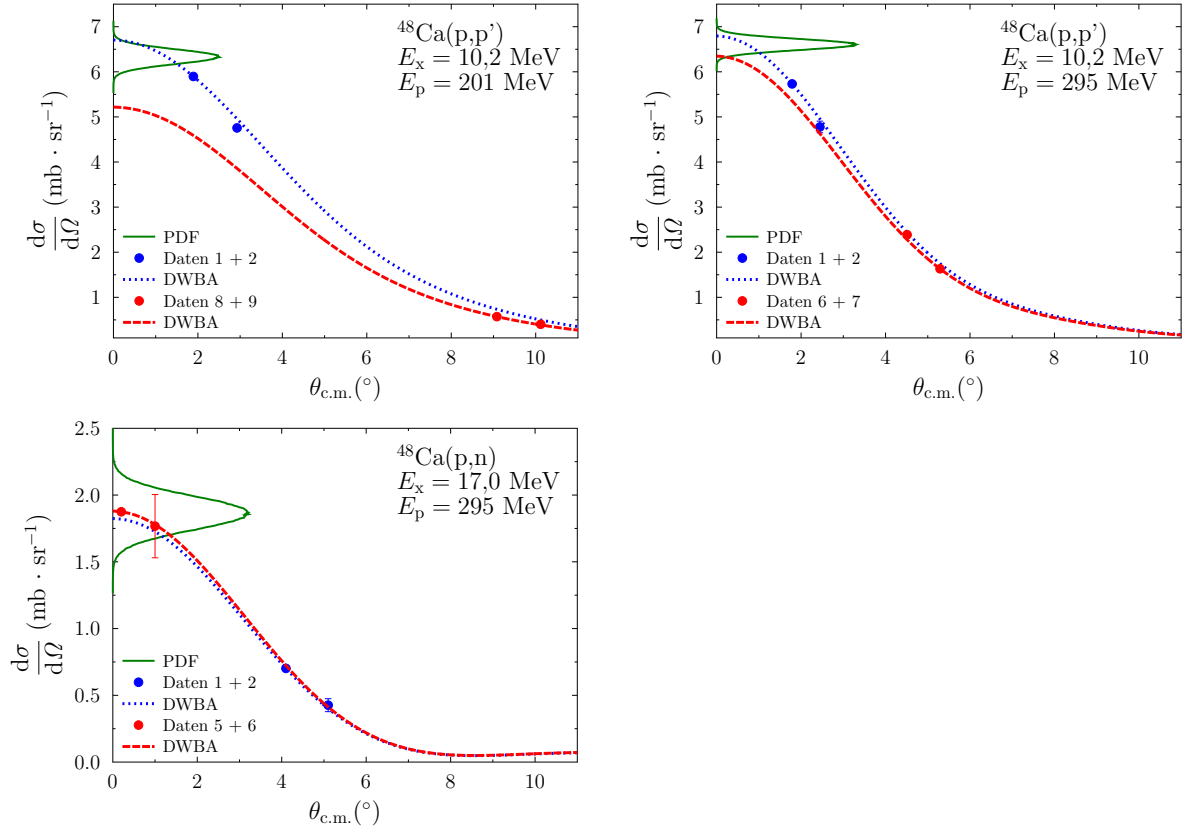 ⁴⁸Ca(p,p’)
Eₓ = 10,2 MeV
Eₚ = 201 MeV
7
6
5
4
3
2
1
dσ/dΩ (mb · sr⁻¹)
PDF
Daten 1 + 2
DWBA
Daten 8 + 9
DWBA
0 2 4 6 8 10
θc.m.(°)
⁴⁸Ca(p,p’)
Eₓ = 10,2 MeV
Eₚ = 295 MeV
7
6
5
4
3
2
1
dσ/dΩ (mb · sr⁻¹)
PDF
Daten 1 + 2
DWBA
Daten 6 + 7
DWBA
0 2 4 6 8 10
θc.m.(°)
⁴⁸Ca(p,n)
Eₓ = 17,0 MeV
Eₚ = 295 MeV
2.5
2.0
1.5
1.0
0.5
0.0
dσ/dΩ (mb · sr⁻¹)
PDF
Daten 1 + 2
DWBA
Daten 5 + 6
DWBA
0 2 4 6 8 10
θc.m.(°)